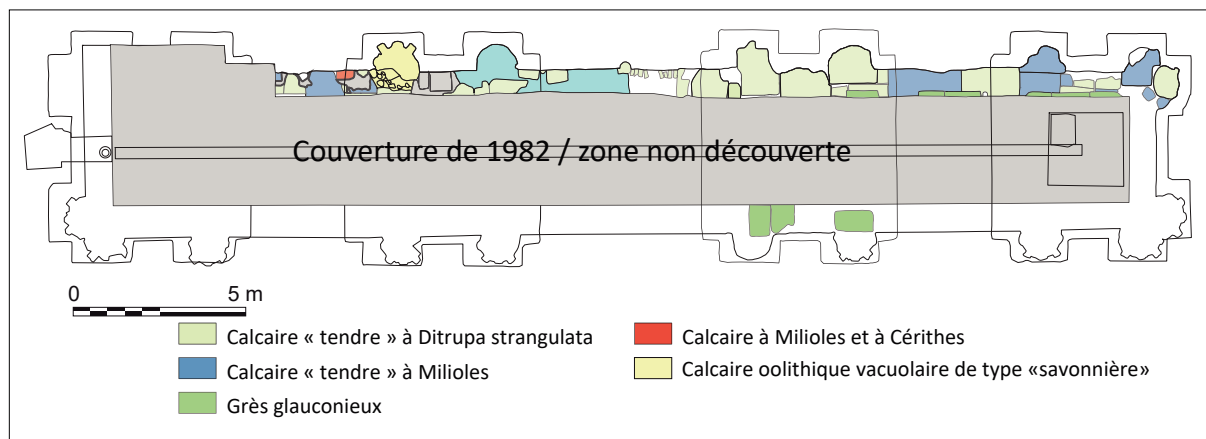 Couverture de 1982 / zone non découverte
0 5 m
Calcaire « tendre » à Ditrupa strangulata
Calcaire « tendre » à Milioles
Grès glauconieux
Calcaire à Milioles et à Cérithes
Calcaire oolithique vacuolaire de type «savonnière»